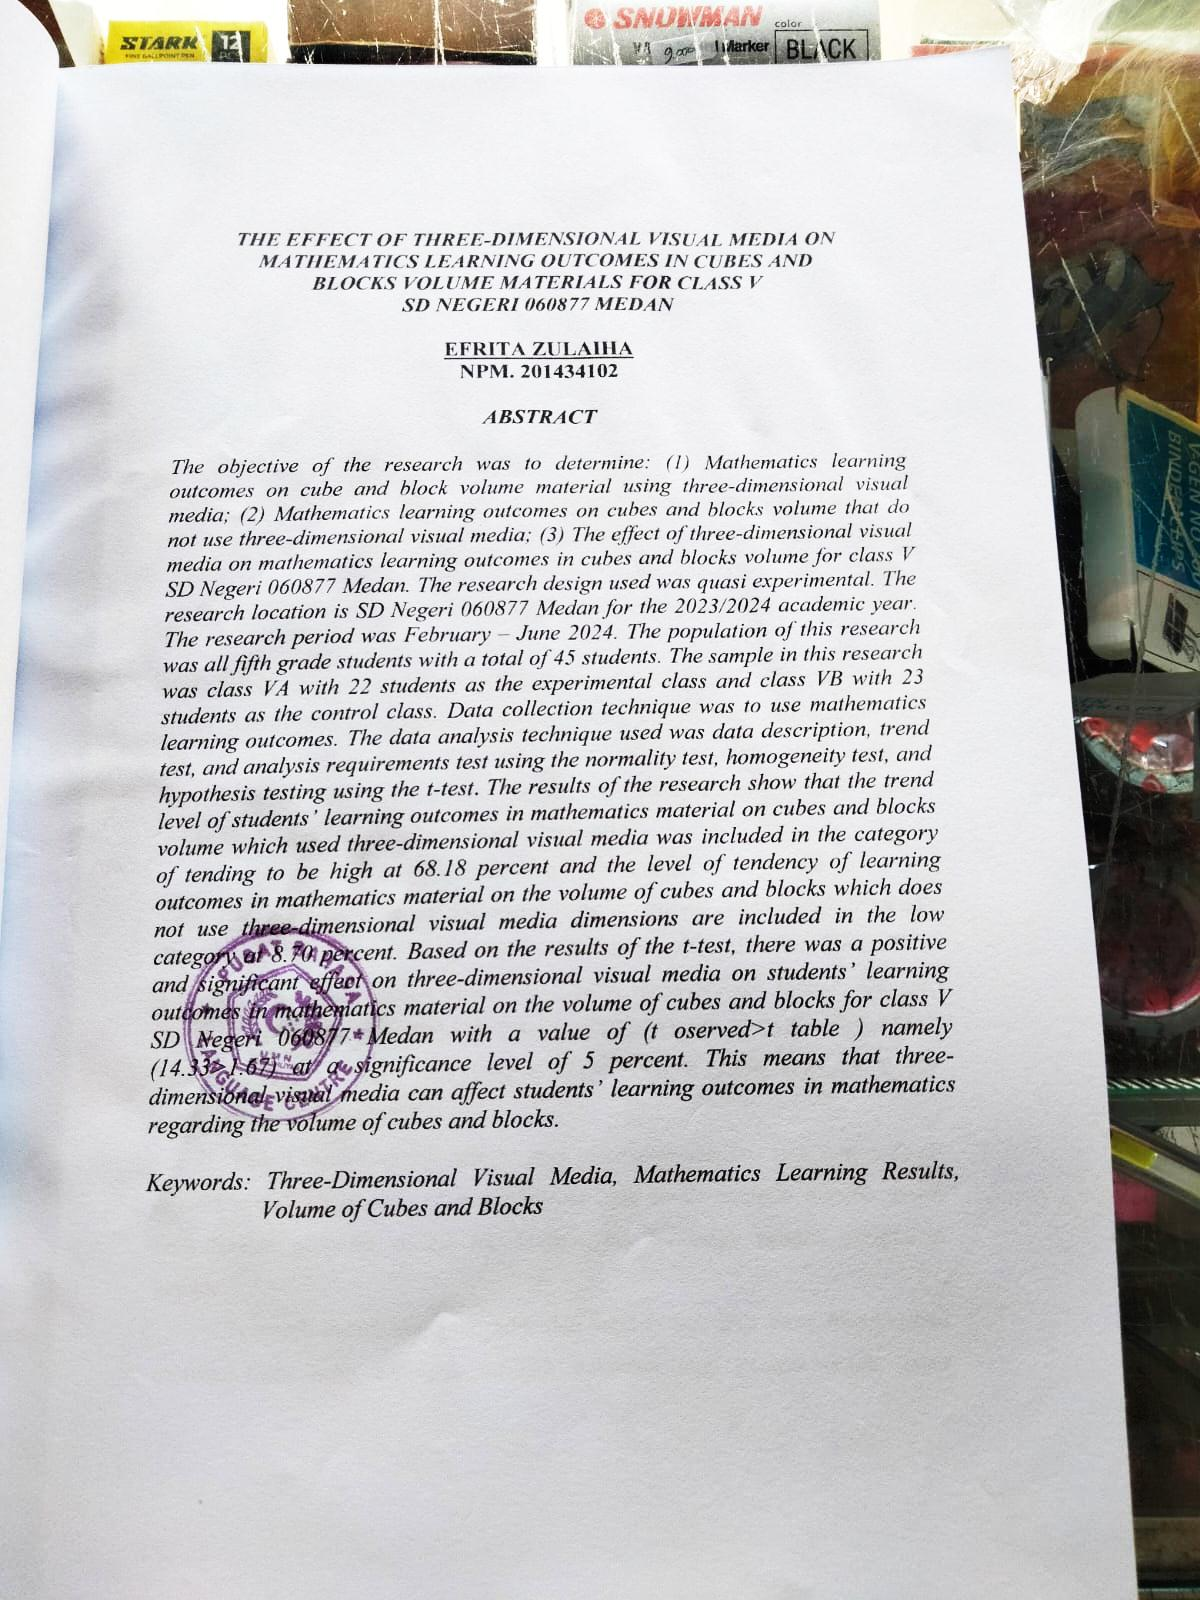 STARK 12
FINE BALLPOINT PEN
SNOWMAN color
Marker BLACK
9.000
THE EFFECT OF THREE-DIMENSIONAL VISUAL MEDIA ON
MATHEMATICS LEARNING OUTCOMES IN CUBES AND
BLOCKS VOLUME MATERIALS FOR CLASS V
SD NEGERI 060877 MEDAN
EFRITA ZULAIHA
NPM. 201434102
ABSTRACT
The objective of the research was to determine: (1) Mathematics learning
outcomes on cube and block volume material using three-dimensional visual
media; (2) Mathematics learning outcomes on cubes and blocks volume that do
not use three-dimensional visual media; (3) The effect of three-dimensional visual
media on mathematics learning outcomes in cubes and blocks volume for class V
SD Negeri 060877 Medan. The research design used was quasi experimental. The
research location is SD Negeri 060877 Medan for the 2023/2024 academic year.
The research period was February – June 2024. The population of this research
was all fifth grade students with a total of 45 students. The sample in this research
was class VA with 22 students as the experimental class and class VB with 23
students as the control class. Data collection technique was to use mathematics
learning outcomes. The data analysis technique used was data description, trend
test, and analysis requirements test using the normality test, homogeneity test, and
hypothesis testing using the t-test. The results of the research show that the trend
level of students' learning outcomes in mathematics material on cubes and blocks
volume which used three-dimensional visual media was included in the category
of tending to be high at 68.18 percent and the level of tendency of learning
outcomes in mathematics material on the volume of cubes and blocks which does
not use three-dimensional visual media dimensions are included in the low
category at 8.70 percent. Based on the results of the t-test, there was a positive
and significant effect on three-dimensional visual media on students' learning
outcomes in mathematics material on the volume of cubes and blocks for class V
SD Negeri 060877 Medan with a value of (t oserved>t table ) namely
(14.33>1.67) at a significance level of 5 percent. This means that three-
dimensional visual media can affect students' learning outcomes in mathematics
regarding the volume of cubes and blocks.
PUSAT BAHASA
UMN
LANGUAGE CENTRE
Keywords: Three-Dimensional Visual Media, Mathematics Learning Results,
Volume of Cubes and Blocks